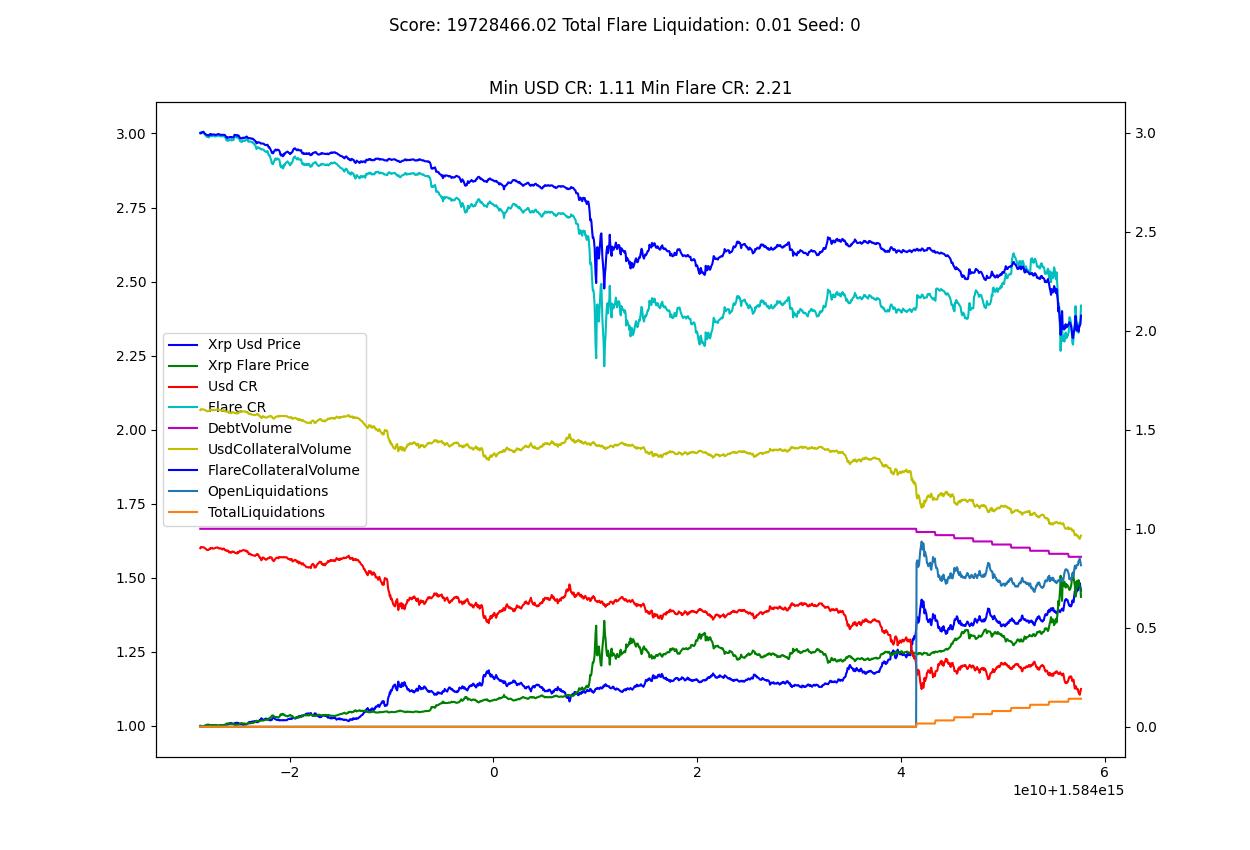 Score: 19728466.02 Total Flare Liquidation: 0.01 Seed: 0
Min USD CR: 1.11 Min Flare CR: 2.21
3.00
2.75
2.50
2.25
2.00
1.75
1.50
1.25
1.00
Xrp Usd Price
Xrp Flare Price
Usd CR
Flare CR
DebtVolume
UsdCollateralVolume
FlareCollateralVolume
OpenLiquidations
TotalLiquidations
3.0
2.5
2.0
1.5
1.0
0.5
0.0
−2 0 2 4 6
1e10+1.584e15